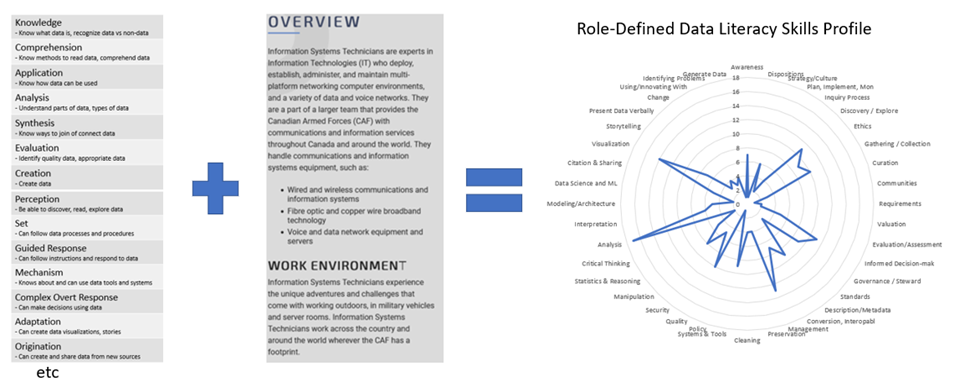 Knowledge
- Know what data is, recognize data vs non-data
Comprehension
- Know methods to read data, comprehend data
Application
- Know how data can be used
Analysis
- Understand parts of data, types of data
Synthesis
- Know ways to join of connect data
Evaluation
- Identify quality data, appropriate data
Creation
- Create data
Perception
- Be able to discover, read, explore data
Set
- Can follow data processes and procedures
Guided Response
- Can follow instructions and respond to data
Mechanism
- Knows about and can use data tools and systems
Complex Overt Response
- Can make decisions using data
Adaptation
- Can create data visualizations, stories
Origination
- Can create and share data from new sources
etc
OVERVIEW
Information Systems Technicians are experts in
Information Technologies (IT) who deploy,
establish, administer, and maintain multi-
platform networking computer environments,
and a variety of data and voice networks. They
are a part of a larger team that provides the
Canadian Armed Forces (CAF) with
communications and information services
throughout Canada and around the world. They
handle communications and information
systems equipment, such as:
• Wired and wireless communications and
information systems
• Fibre optic and copper wire broadband
technology
• Voice and data network equipment and
servers
WORK ENVIRONMENT
Information Systems Technicians experience
the unique adventures and challenges that
come with working outdoors, in military vehicles
and server rooms. Information Systems
Technicians work across the country and
around the world wherever the CAF has a
footprint.
Role-Defined Data Literacy Skills Profile
Awareness
Dispositions
Strategy/Culture
Plan, Implement, Mon
Inquiry Process
Discovery / Explore
Ethics
Gathering / Collection
Curation
Communities
Requirements
Valuation
Evaluation/Assessment
Informed Decision-mak
Governance / Steward
Standards
Description/Metadata
Conversion, Interopabl
Management
Preservation
Cleaning
Systems & Tools
Policy
Quality
Security
Manipulation
Statistics & Reasoning
Critical Thinking
Analysis
Interpretation
Modeling/Architecture
Data Science and ML
Citation & Sharing
Visualization
Storytelling
Present Data Verbally
Change
Using/Innovating With
Identifying Problems
Generate Data
18
16
14
12
10
8
6
4
2
0